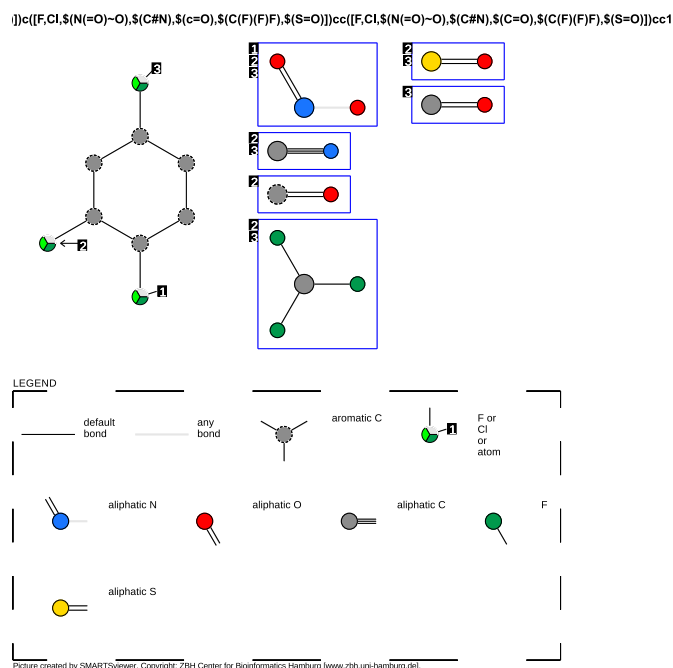 ])c([F,Cl,$(N(=O)~O),$(C#N),$(c=O),$(C(F)(F)F),$(S=O)])cc([F,Cl,$(N(=O)~O),$(C#N),$(C=O),$(C(F)(F)F),$(S=O)])cc1
3
2
1
1
2
3
2
3
2
3
3
2
2
3
LEGEND
default
bond
any
bond
aromatic C
1
F or
Cl
or
atom
aliphatic N
aliphatic O
aliphatic C
F
aliphatic S
Picture created by SMARTSviewer. Copyright: ZBH Center for Bioinformatics Hamburg [www.zbh.uni-hamburg.de].